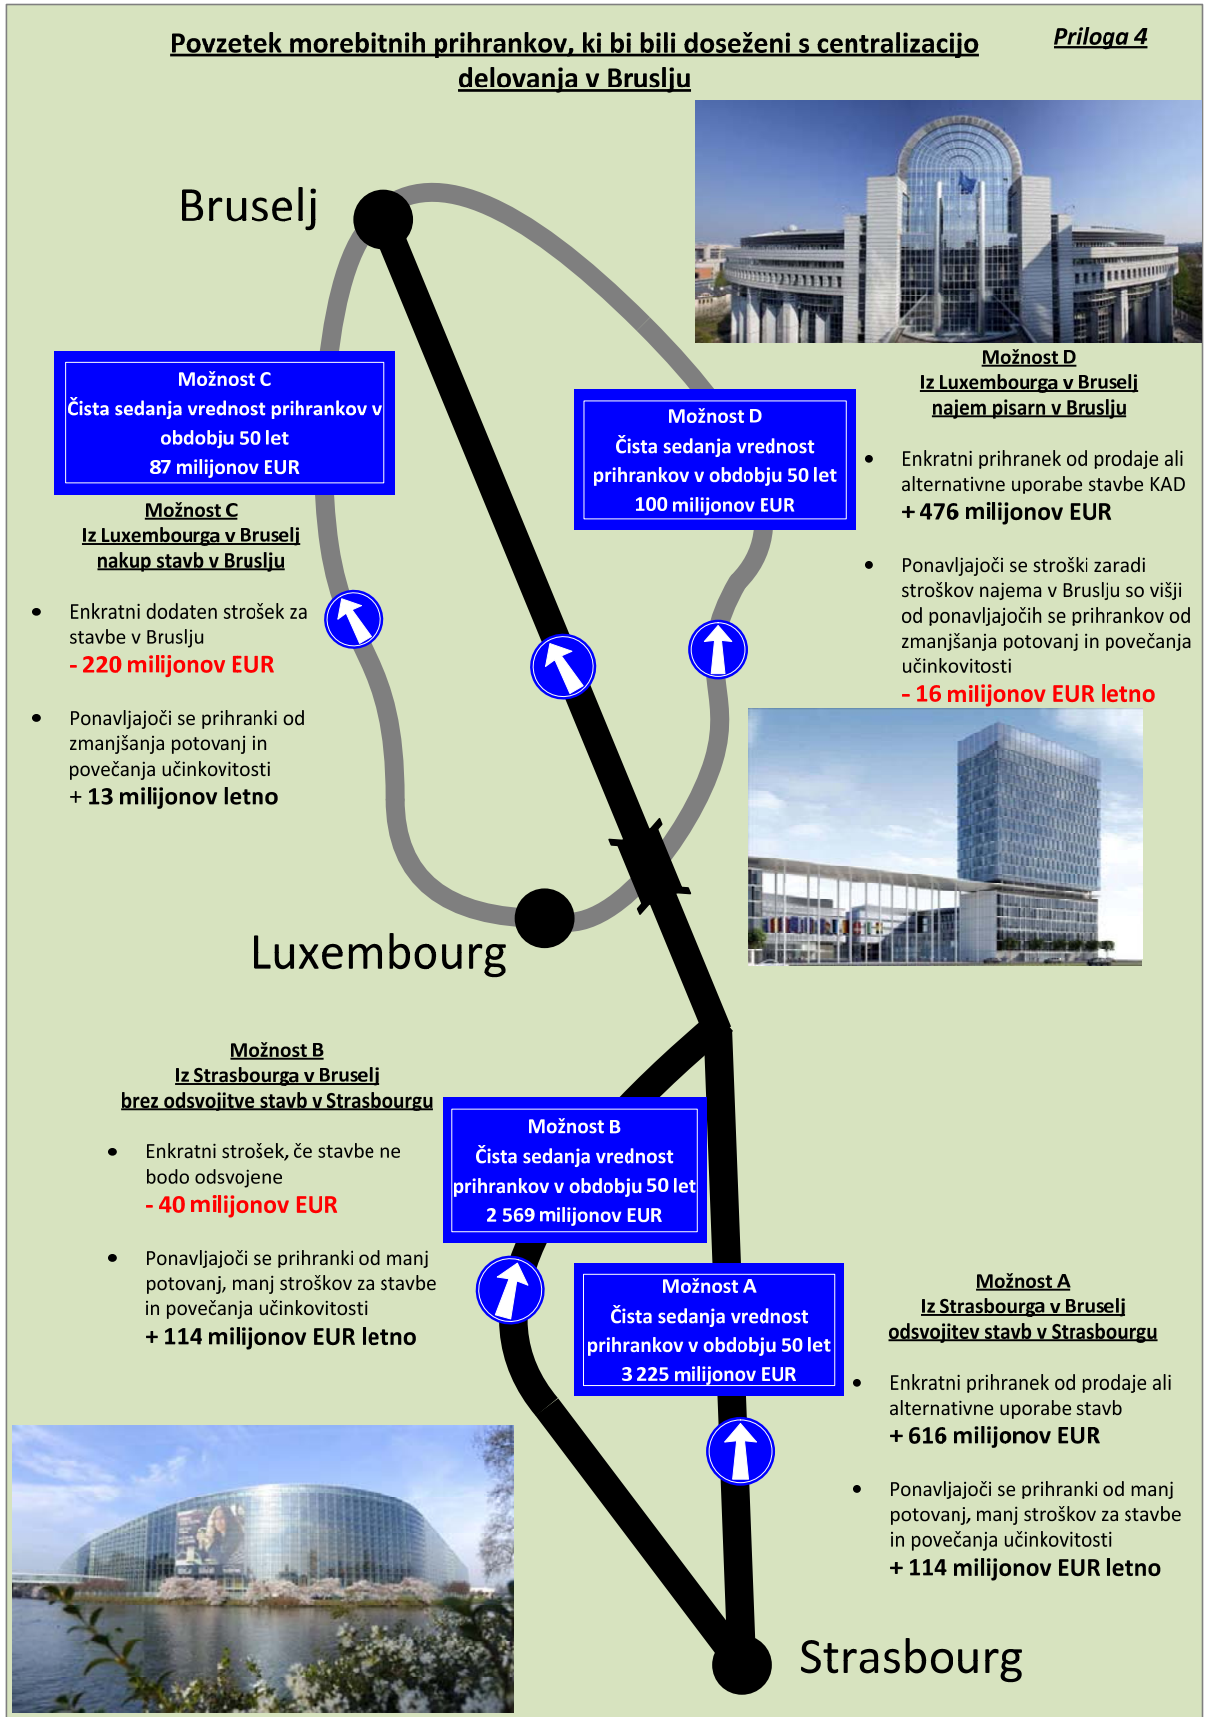 Povzetek morebitnih prihrankov, ki bi bili doseženi s centralizacijo
delovanja v Bruslju
Priloga 4
Bruselj
Možnost C
Čista sedanja vrednost prihrankov v
obdobju 50 let
87 milijonov EUR
Možnost C
Iz Luxembourga v Bruselj
nakup stavb v Bruslju
• Enkratni dodaten strošek za
stavbe v Bruslju
- 220 milijonov EUR
• Ponavljajoči se prihranki od
zmanjšanja potovanj in
povečanja učinkovitosti
+ 13 milijonov letno
Možnost D
Čista sedanja vrednost
prihrankov v obdobju 50 let
100 milijonov EUR
Možnost D
Iz Luxembourga v Bruselj
najem pisarn v Bruslju
• Enkratni prihranek od prodaje ali
alternativne uporabe stavbe KAD
+ 476 milijonov EUR
• Ponavljajoči se stroški zaradi
stroškov najema v Bruslju so višji
od ponavljajočih se prihrankov od
zmanjšanja potovanj in povečanja
učinkovitosti
- 16 milijonov EUR letno
Luxembourg
Možnost B
Iz Strasbourga v Bruselj
brez odsvojitve stavb v Strasbourgu
• Enkratni strošek, če stavbe ne
bodo odsvojene
- 40 milijonov EUR
• Ponavljajoči se prihranki od manj
potovanj, manj stroškov za stavbe
in povečanja učinkovitosti
+ 114 milijonov EUR letno
Možnost B
Čista sedanja vrednost
prihrankov v obdobju 50 let
2 569 milijonov EUR
Možnost A
Čista sedanja vrednost
prihrankov v obdobju 50 let
3 225 milijonov EUR
Možnost A
Iz Strasbourga v Bruselj
odsvojitev stavb v Strasbourgu
• Enkratni prihranek od prodaje ali
alternativne uporabe stavb
+ 616 milijonov EUR
• Ponavljajoči se prihranki od manj
potovanj, manj stroškov za stavbe
in povečanja učinkovitosti
+ 114 milijonov EUR letno
Strasbourg